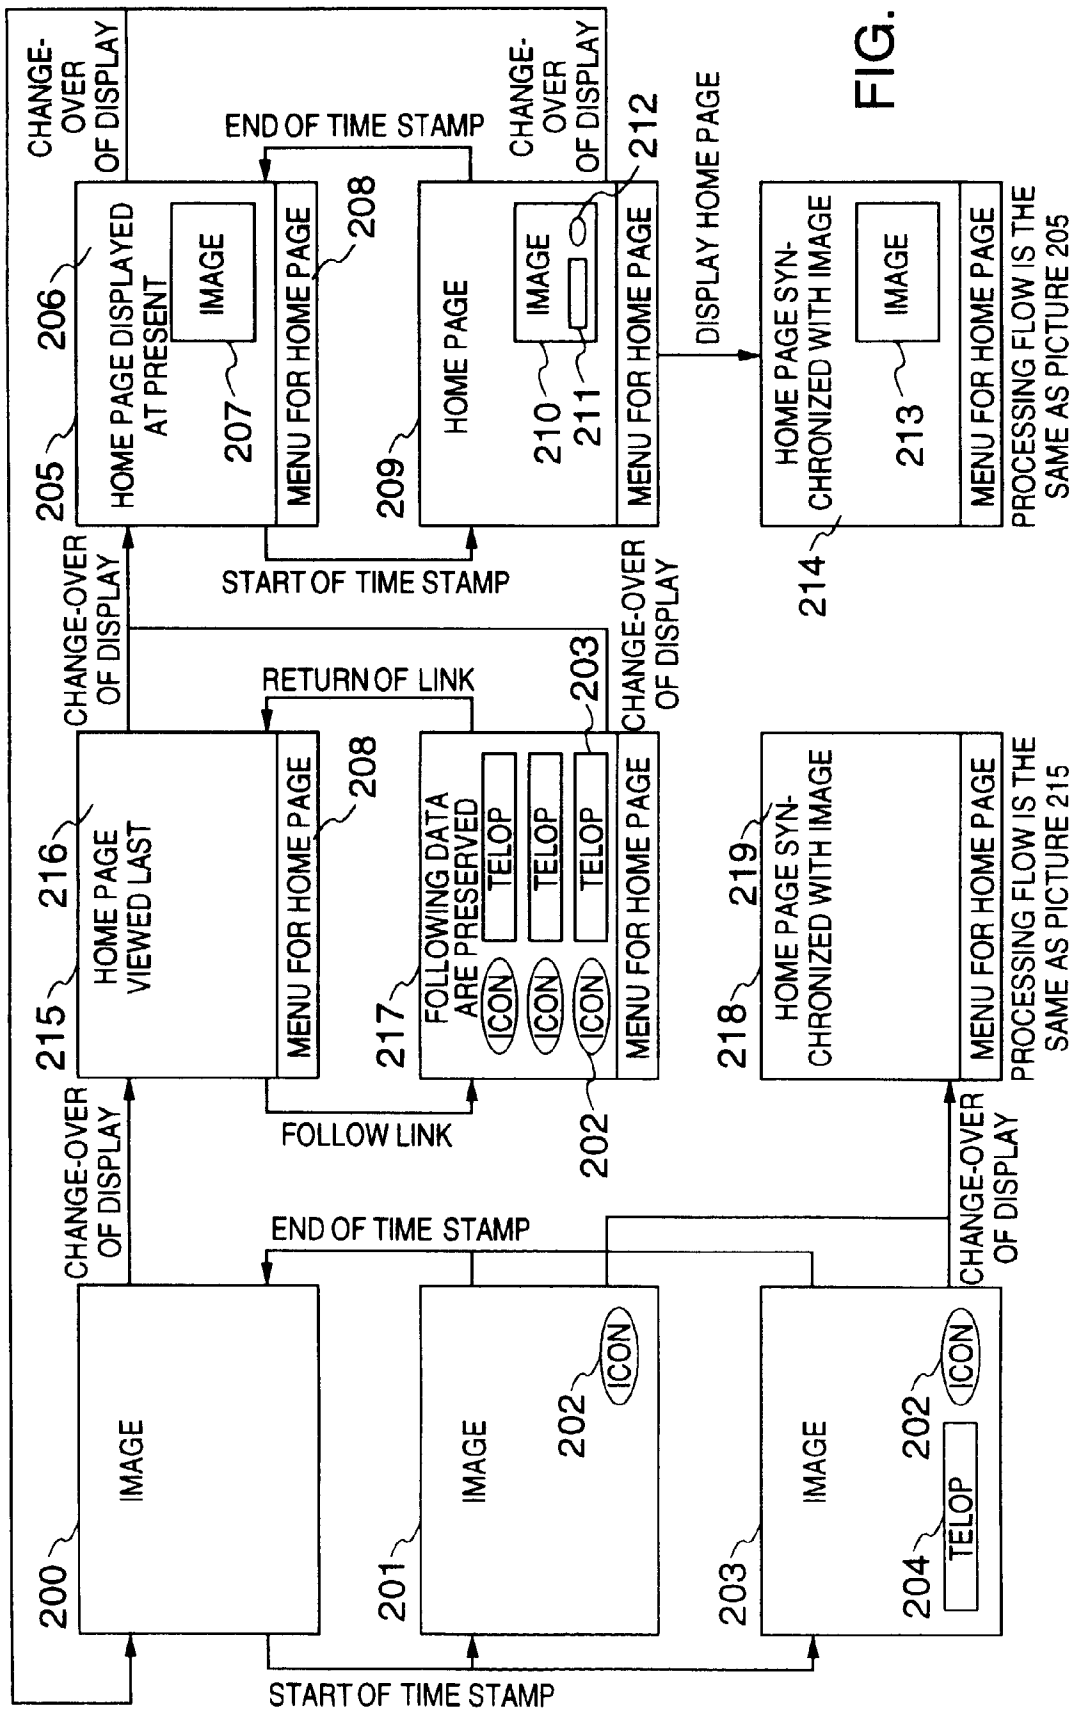 200
IMAGE
START OF TIME STAMP
201
IMAGE
202
ICON
203
IMAGE
204
TELOP
202
ICON
END OF TIME STAMP
CHANGE-OVER
OF DISPLAY
CHANGE-OVER
OF DISPLAY
215
216
HOME PAGE
VIEWED LAST
MENU FOR HOME PAGE
208
FOLLOW LINK
RETURN OF LINK
217
FOLLOWING DATA
ARE PRESERVED
ICON
TELOP
ICON
TELOP
ICON
TELOP
202
203
MENU FOR HOME PAGE
218
219
HOME PAGE SYN-
CHRONIZED WITH IMAGE
MENU FOR HOME PAGE
PROCESSING FLOW IS THE
SAME AS PICTURE 215
CHANGE-OVER
OF DISPLAY
CHANGE-OVER
OF DISPLAY
205
206
HOME PAGE DISPLAYED
AT PRESENT
207
IMAGE
MENU FOR HOME PAGE
208
START OF TIME STAMP
END OF TIME STAMP
209
HOME PAGE
210
IMAGE
211
212
MENU FOR HOME PAGE
DISPLAY HOME PAGE
214
HOME PAGE SYN-
CHRONIZED WITH IMAGE
213
IMAGE
MENU FOR HOME PAGE
PROCESSING FLOW IS THE
SAME AS PICTURE 205
CHANGE-
OVER
OF DISPLAY
CHANGE-
OVER
OF DISPLAY
FIG.